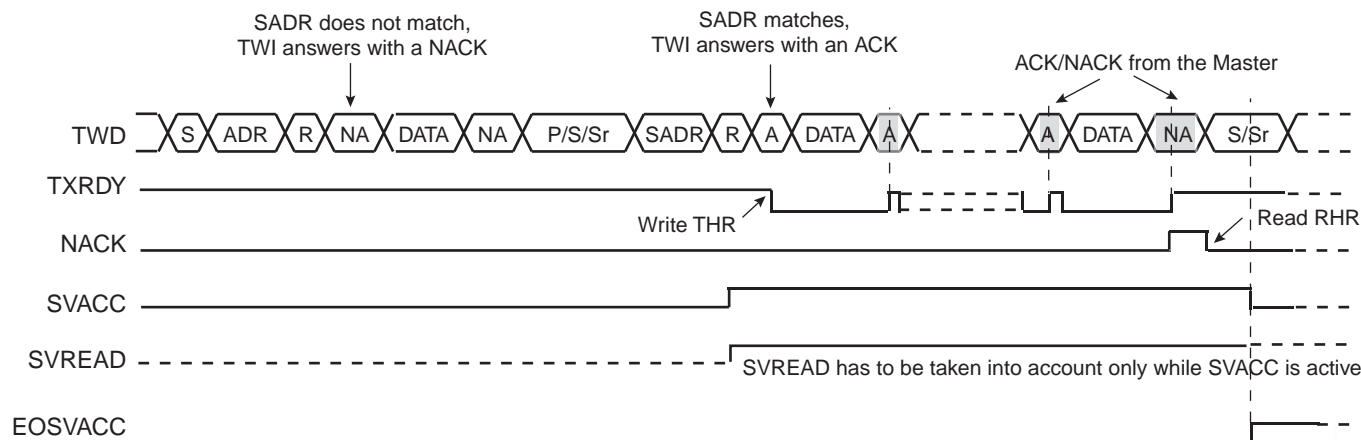 SADR does not match,
TWI answers with a NACK
SADR matches,
TWI answers with an ACK
ACK/NACK from the Master
TWD S ADR R NA DATA NA P/S/Sr SADR R A DATA A A DATA NA S/Sr
TXRDY
Write THR
Read RHR
NACK
SVACC
SVREAD
SVREAD has to be taken into account only while SVACC is active
EOSVACC